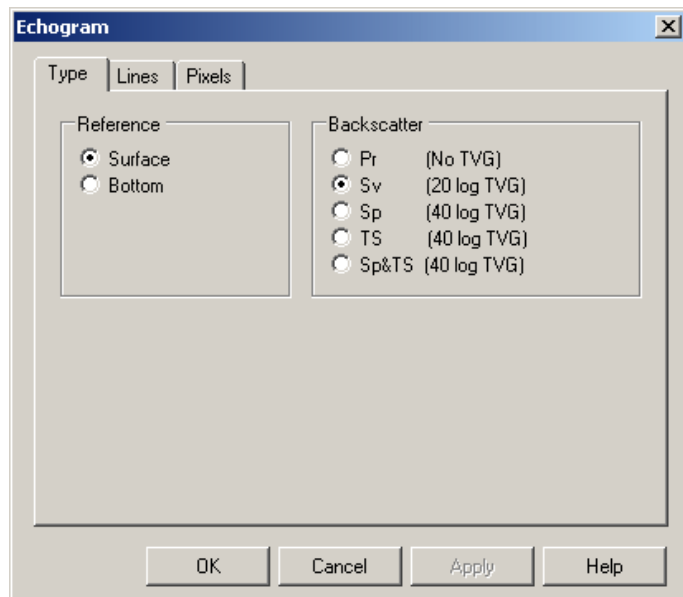 Echogram
Type Lines Pixels
Reference
Surface
Bottom
Backscatter
Pr (No TVG)
Sv (20 log TVG)
Sp (40 log TVG)
TS (40 log TVG)
Sp&TS (40 log TVG)
OK Cancel Apply Help